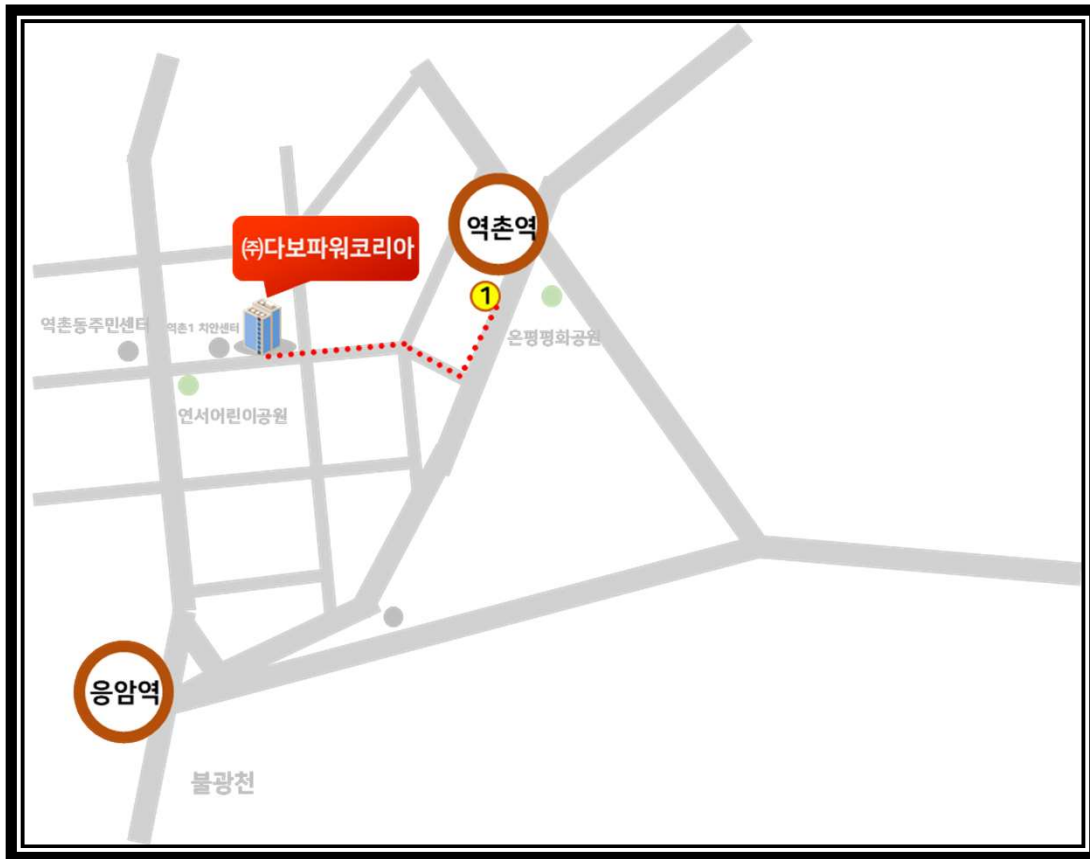 역촌역
㈜다보파워코리아
1
역촌동주민센터
역촌1 치안센터
은평평화공원
연서어린이공원
응암역
불광천